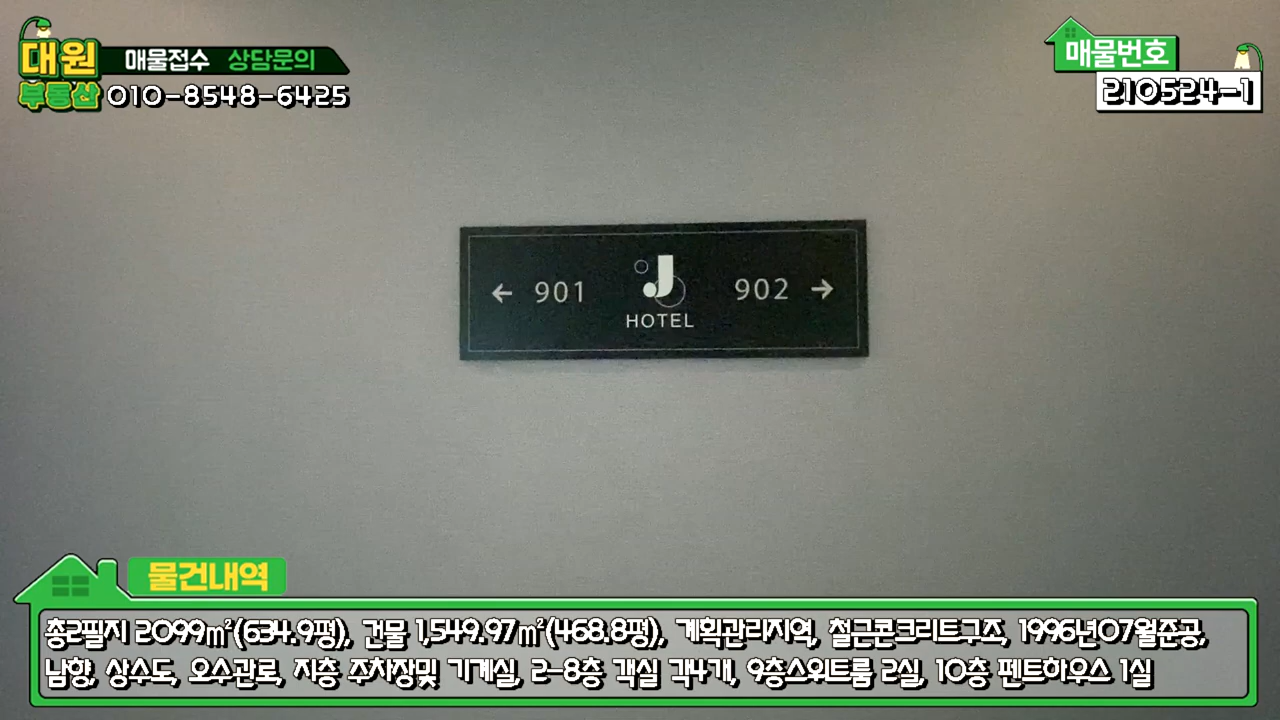 대원 매물접수 상담문의
부동산 010-8548-6425
매물번호
210524-1
← 901 J 902 →
HOTEL
물건내역
총2필지 2099㎡(634.9평), 건물 1,549.97㎡(468.8평), 계획관리지역, 철근콘크리트구조, 1996년07월준공,
남향, 상수도, 오수관로, 지층 주차장및 기계실, 2-8층 객실 각4개, 9층스위트룸 2실, 10층 펜트하우스 1실